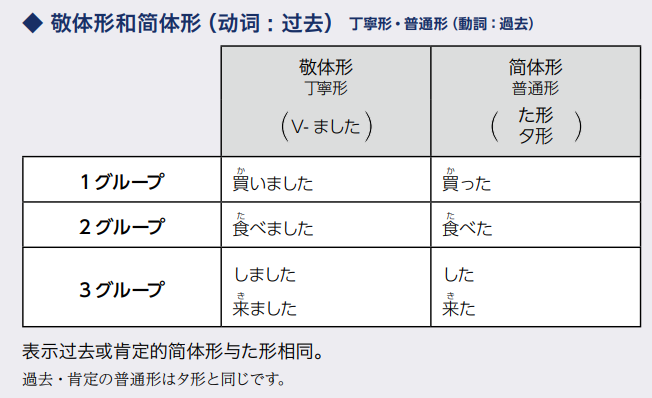 ◆ 敬体形和简体形（动词：过去） 丁寧形・普通形（動詞：過去）
敬体形 简体形
丁寧形 普通形
（V-ました） （た形
タ形）
1グループ 買いました 買った
か か
2グループ 食べました 食べた
た た
3グループ しました した
来ました 来た
き き
表示过去或肯定的简体形与た形相同。
過去・肯定の普通形はタ形と同じです。